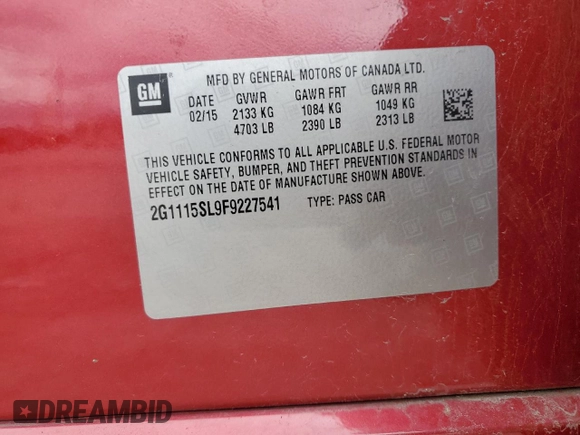 GM ®
MFD BY GENERAL MOTORS OF CANADA LTD.
DATE GVWR GAWR FRT GAWR RR
02/15 2133 KG 1084 KG 1049 KG
4703 LB 2390 LB 2313 LB
THIS VEHICLE CONFORMS TO ALL APPLICABLE U.S. FEDERAL MOTOR
VEHICLE SAFETY, BUMPER, AND THEFT PREVENTION STANDARDS IN
EFFECT ON THE DATE OF MANUFACTURE SHOWN ABOVE.
2G1115SL9F9227541 TYPE: PASS CAR
DREAMBID